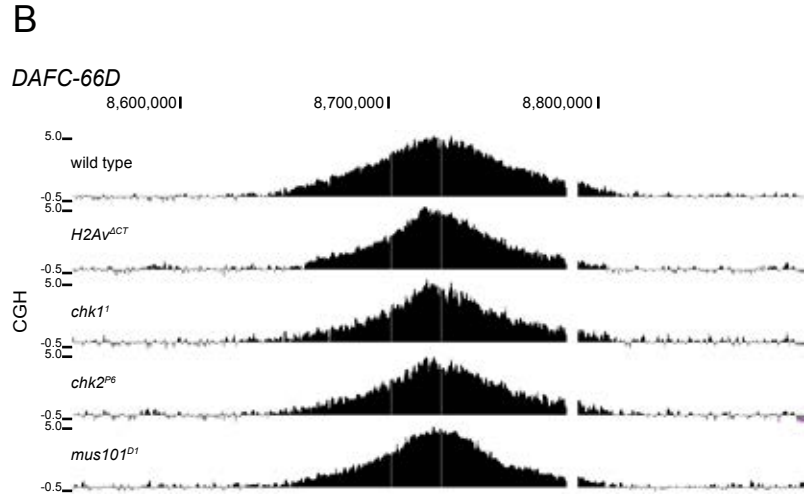 B
DAFC-66D
8,600,000 8,700,000 8,800,000
5.0
wild type
-0.5
5.0
H2Av^ΔCT
-0.5
5.0
chk1¹
-0.5
5.0
chk2^P6
-0.5
5.0
mus101^D1
-0.5
CGH